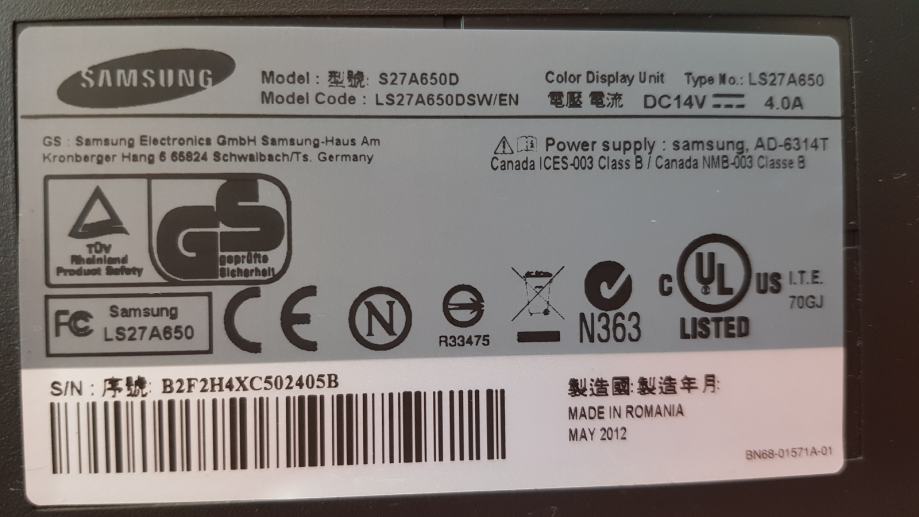 SAMSUNG
Model : 型號: S27A650D
Model Code : LS27A650DSW/EN
Color Display Unit Type No.: LS27A650
電壓 電流 DC14V 4.0A
GS : Samsung Electronics GmbH Samsung-Haus Am
Kronberger Hang 6 65824 Schwalbach/Ts. Germany
Power supply : samsung, AD-6314T
Canada ICES-003 Class B / Canada NMB-003 Classe B
TÜV
Rheinland
Product Safety
GS
geprüfte
Sicherheit
FC Samsung
LS27A650
CE
N
R33475
N363
C UL US
LISTED
I.T.E.
70GJ
S/N : 序號: B2F2H4XC502405B
製造國:製造年月:
MADE IN ROMANIA
MAY 2012
BN68-01571A-01